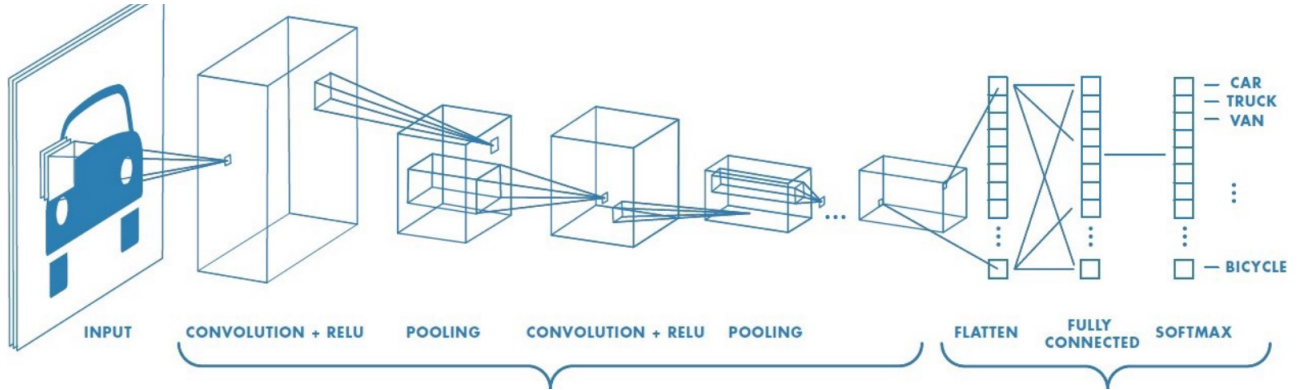 CAR
TRUCK
VAN
BICYCLE
INPUT
CONVOLUTION + RELU
POOLING
CONVOLUTION + RELU
POOLING
FLATTEN
FULLY
CONNECTED
SOFTMAX